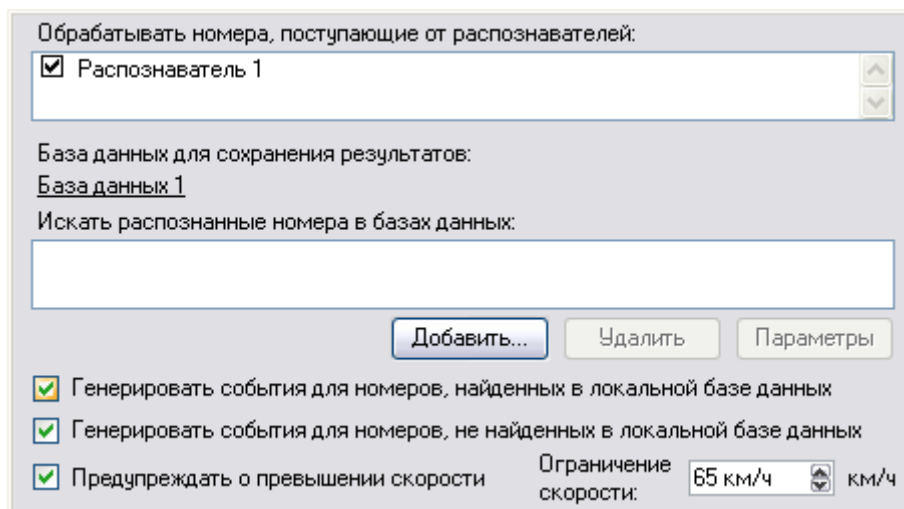 Обрабатывать номера, поступающие от распознавателей:
Распознаватель 1
База данных для сохранения результатов:
База данных 1
Искать распознанные номера в базах данных:
Добавить... Удалить Параметры
Генерировать события для номеров, найденных в локальной базе данных
Генерировать события для номеров, не найденных в локальной базе данных
Предупреждать о превышении скорости Ограничение скорости: 65 км/ч км/ч